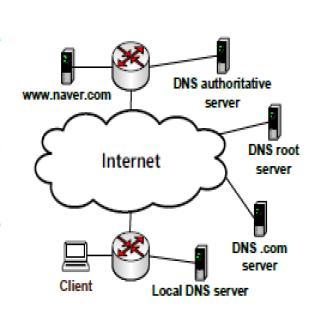 www.naver.com
DNS authoritative
server
Internet
DNS root
server
DNS .com
server
Client
Local DNS server